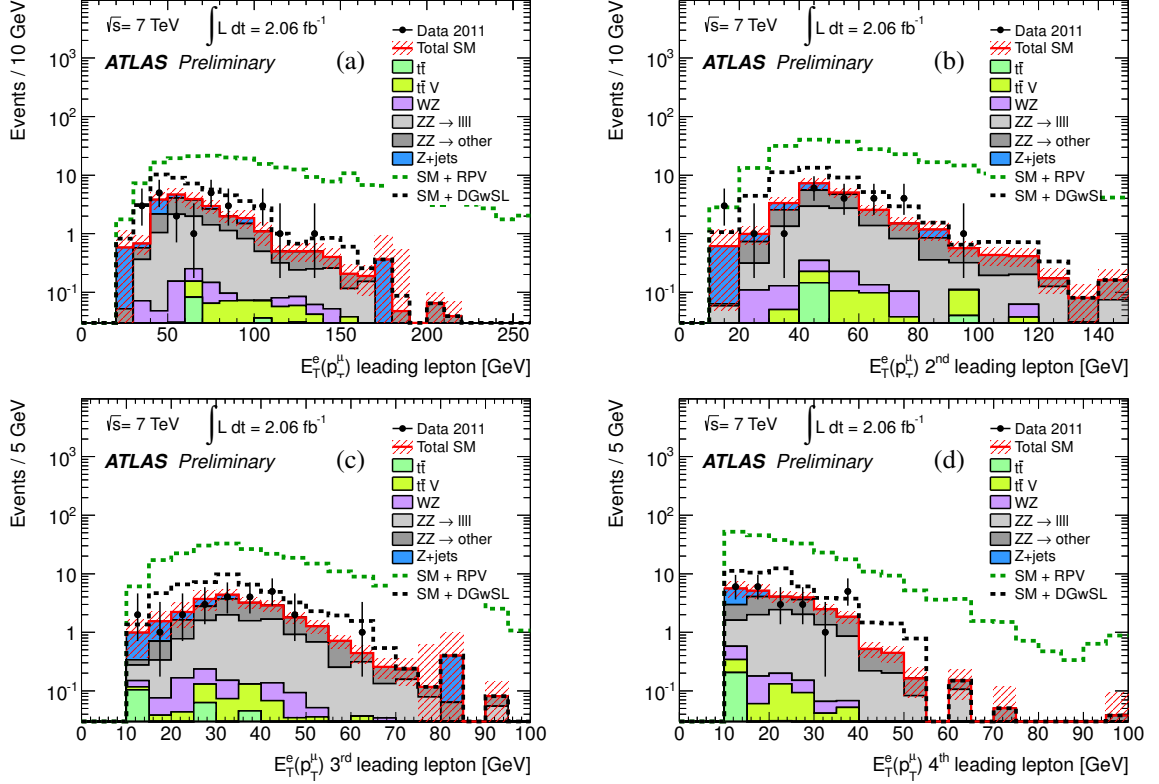 √s= 7 TeV ∫ L dt = 2.06 fb⁻¹
ATLAS Preliminary
(a)
Data 2011
Total SM
tt̄
tt̄ V
WZ
ZZ → llll
ZZ → other
Z+jets
SM + RPV
SM + DGwSL
Events / 10 GeV
10³
10²
10
1
10⁻¹
0 50 100 150 200 250
E_T^e(p_T^μ) leading lepton [GeV]
√s= 7 TeV ∫ L dt = 2.06 fb⁻¹
ATLAS Preliminary
(b)
Data 2011
Total SM
tt̄
tt̄ V
WZ
ZZ → llll
ZZ → other
Z+jets
SM + RPV
SM + DGwSL
Events / 10 GeV
10³
10²
10
1
10⁻¹
20 40 60 80 100 120 140
E_T^e(p_T^μ) 2nd leading lepton [GeV]
√s= 7 TeV ∫ L dt = 2.06 fb⁻¹
ATLAS Preliminary
(c)
Data 2011
Total SM
tt̄
tt̄ V
WZ
ZZ → llll
ZZ → other
Z+jets
SM + RPV
SM + DGwSL
Events / 5 GeV
10³
10²
10
1
10⁻¹
0 10 20 30 40 50 60 70 80 90 100
E_T^e(p_T^μ) 3rd leading lepton [GeV]
√s= 7 TeV ∫ L dt = 2.06 fb⁻¹
ATLAS Preliminary
(d)
Data 2011
Total SM
tt̄
tt̄ V
WZ
ZZ → llll
ZZ → other
Z+jets
SM + RPV
SM + DGwSL
Events / 5 GeV
10³
10²
10
1
10⁻¹
0 10 20 30 40 50 60 70 80 90 100
E_T^e(p_T^μ) 4th leading lepton [GeV]